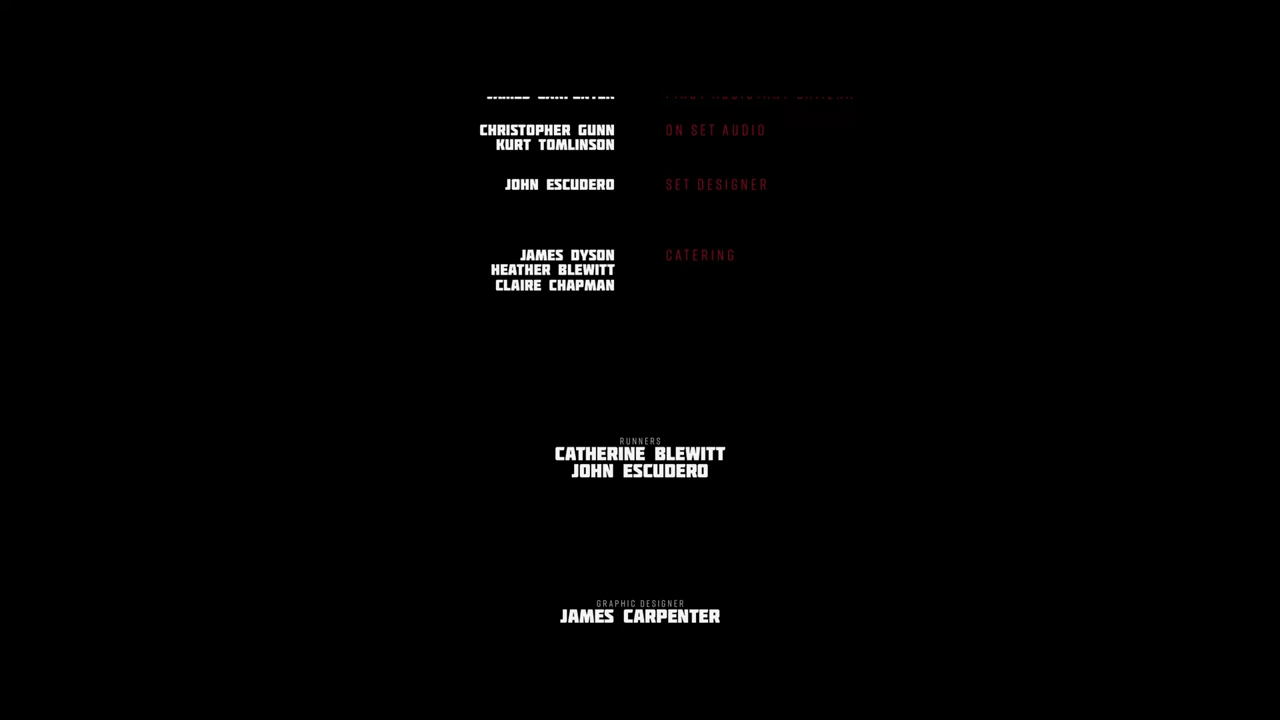 CHRISTOPHER GUNN ON SET AUDIO
KURT TOMLINSON
JOHN ESCUDERO SET DESIGNER
JAMES DYSON CATERING
HEATHER BLEWITT
CLAIRE CHAPMAN
RUNNERS
CATHERINE BLEWITT
JOHN ESCUDERO
GRAPHIC DESIGNER
JAMES CARPENTER